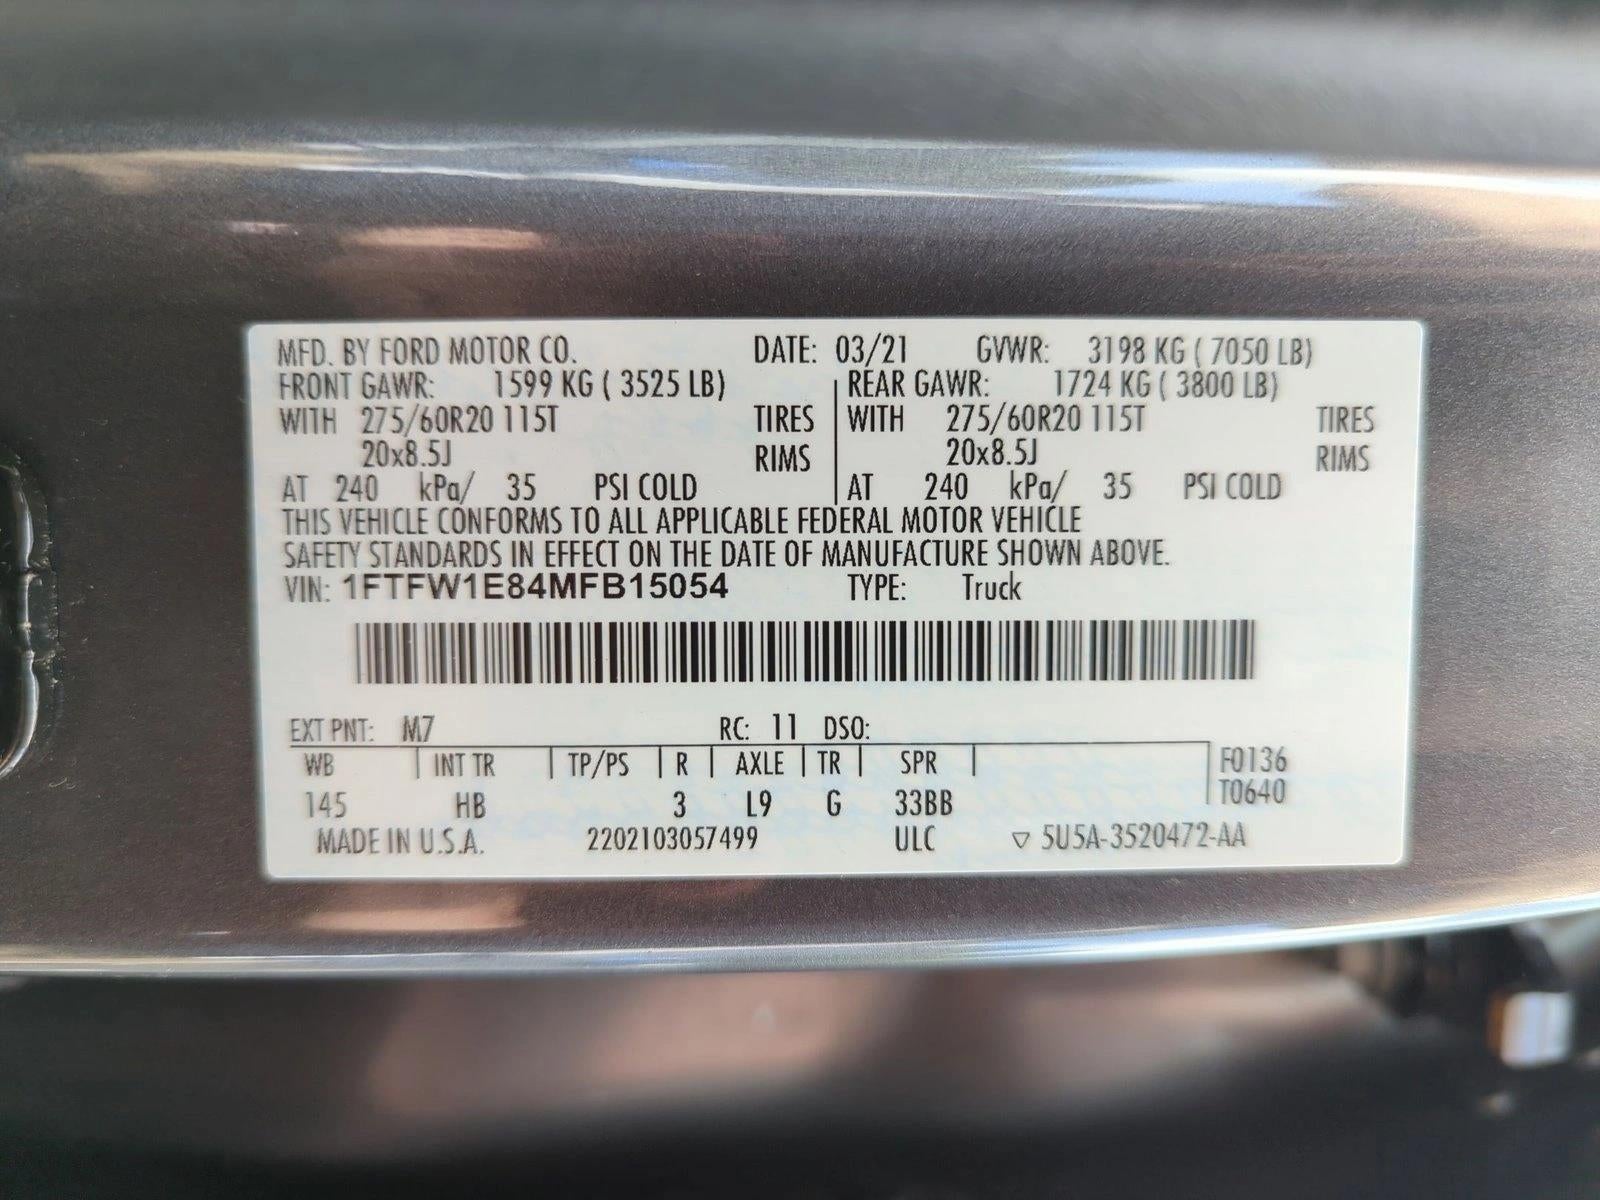 MFD. BY FORD MOTOR CO. DATE: 03/21 GVWR: 3198 KG ( 7050 LB)
FRONT GAWR: 1599 KG ( 3525 LB) REAR GAWR: 1724 KG ( 3800 LB)
WITH 275/60R20 115T TIRES WITH 275/60R20 115T TIRES
20x8.5J RIMS 20x8.5J RIMS
AT 240 kPa/ 35 PSI COLD AT 240 kPa/ 35 PSI COLD
THIS VEHICLE CONFORMS TO ALL APPLICABLE FEDERAL MOTOR VEHICLE
SAFETY STANDARDS IN EFFECT ON THE DATE OF MANUFACTURE SHOWN ABOVE.
VIN: 1FTFW1E84MFB15054 TYPE: Truck
EXT PNT: M7 RC: 11 DSO:
WB INT TR TP/PS R AXLE TR SPR F0136
145 HB 3 L9 G 33BB T0640
MADE IN U.S.A. 2202103057499 ULC ▽ 5U5A-3520472-AA